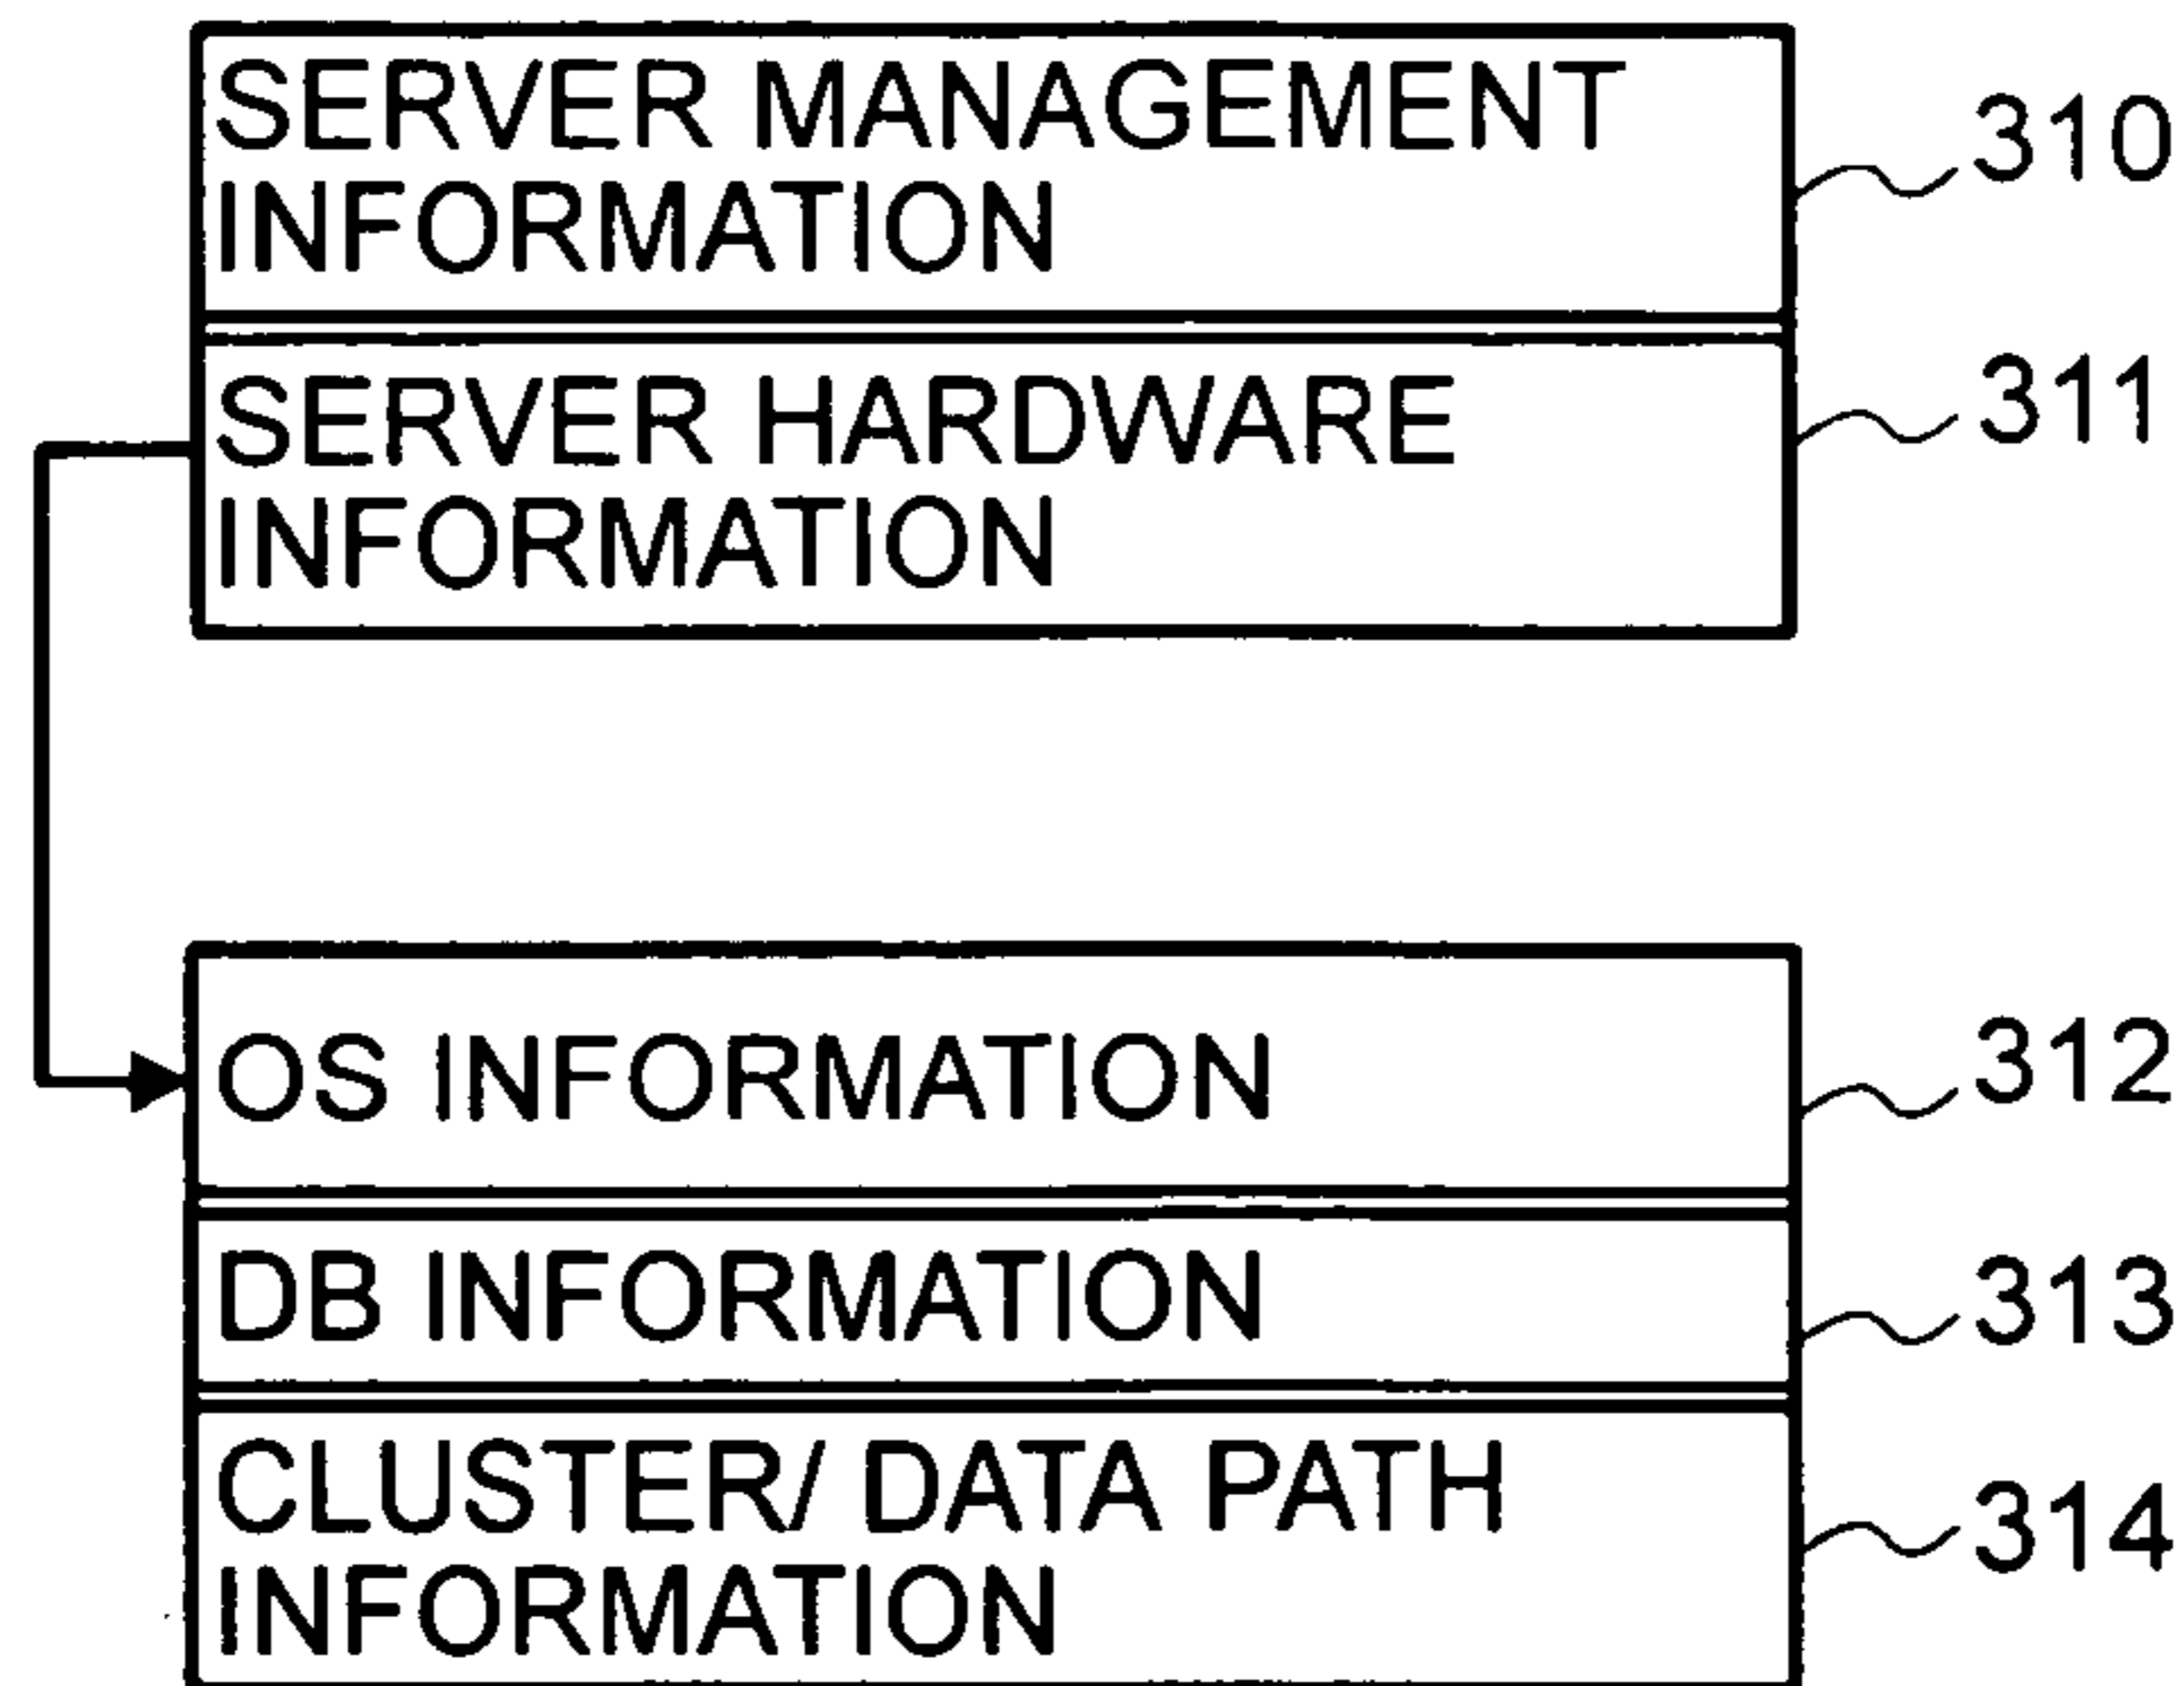 SERVER MANAGEMENT
INFORMATION
310
SERVER HARDWARE
INFORMATION
311
OS INFORMATION
312
DB INFORMATION
313
CLUSTER/ DATA PATH
INFORMATION
314